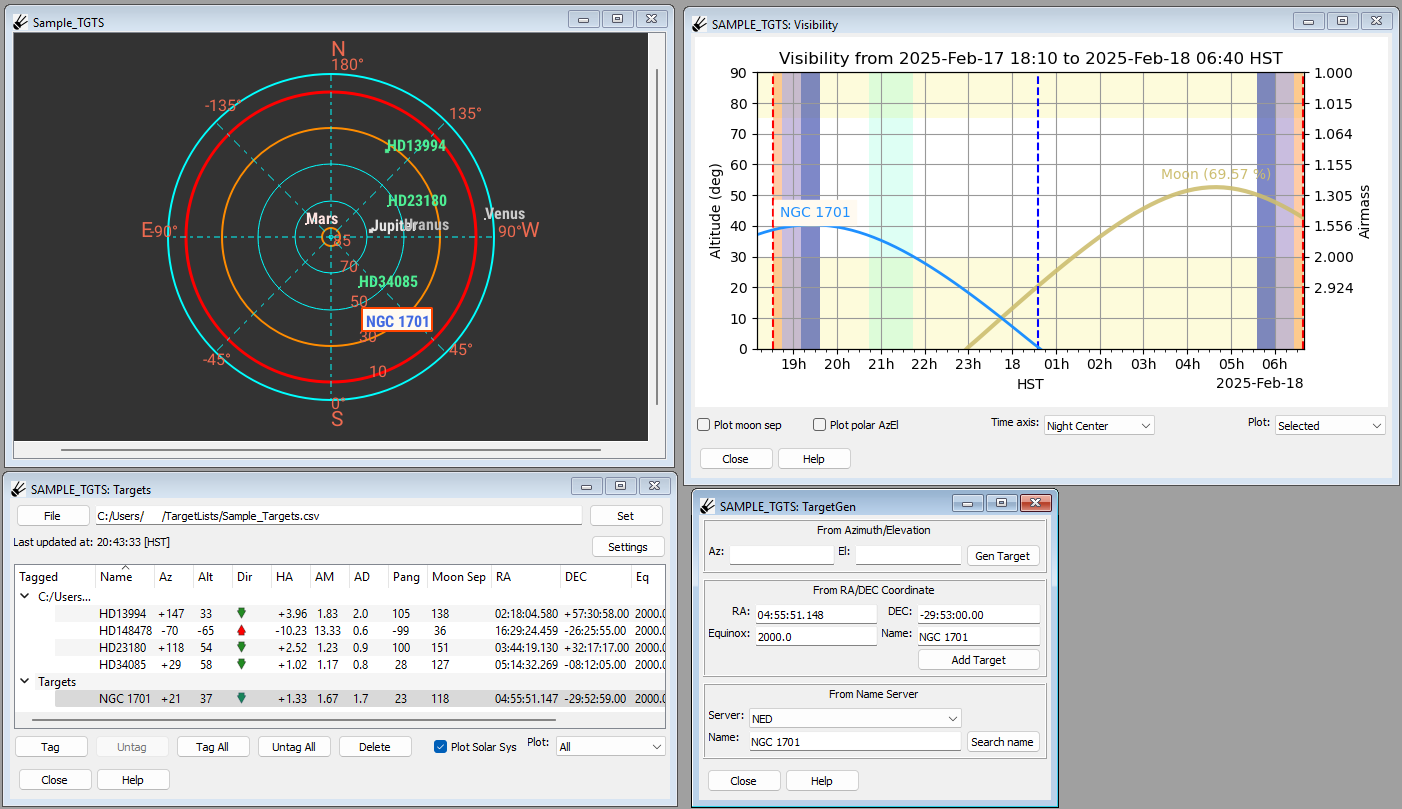 Sample_TGTS
N
180°
-135°
135°
HD13994
HD23180
Mars
Jupiter
Uranus
Venus
E
-90°
90°
W
85
70
HD34085
50
NGC 1701
30
-45°
45°
10
0°
S
SAMPLE_TGTS: Visibility
Visibility from 2025-Feb-17 18:10 to 2025-Feb-18 06:40 HST
90 1.000
80 1.015
70 1.064
60 1.155
50 1.305
40 1.556
30 2.000
20 2.924
10
0
Altitude (deg)
Airmass
Moon (69.57 %)
NGC 1701
19h 20h 21h 22h 23h 18 01h 02h 03h 04h 05h 06h
HST
2025-Feb-18
Plot moon sep Plot polar AzEl Time axis: Night Center Plot: Selected
Close Help
SAMPLE_TGTS: Targets
File C:/Users/ /TargetLists/Sample_Targets.csv Set
Last updated at: 20:43:33 [HST]
Settings
Tagged Name Az Alt Dir HA AM AD Pang Moon Sep RA DEC Eq
C:/Users...
HD13994 +147 33 +3.96 1.83 2.0 105 138 02:18:04.580 +57:30:58.00 2000.0
HD148478 -70 -65 -10.23 13.33 0.6 -99 36 16:29:24.459 -26:25:55.00 2000.0
HD23180 +118 54 +2.52 1.23 0.9 100 151 03:44:19.130 +32:17:17.00 2000.0
HD34085 +29 58 +1.02 1.17 0.8 28 127 05:14:32.269 -08:12:05.00 2000.0
Targets
NGC 1701 +21 37 +1.33 1.67 1.7 23 118 04:55:51.147 -29:52:59.00 2000.0
Tag Untag Tag All Untag All Delete Plot Solar Sys Plot: All
Close Help
SAMPLE_TGTS: TargetGen
From Azimuth/Elevation
Az: El: Gen Target
From RA/DEC Coordinate
RA: 04:55:51.148 DEC: -29:53:00.00
Equinox: 2000.0 Name: NGC 1701
Add Target
From Name Server
Server: NED
Name: NGC 1701 Search name
Close Help